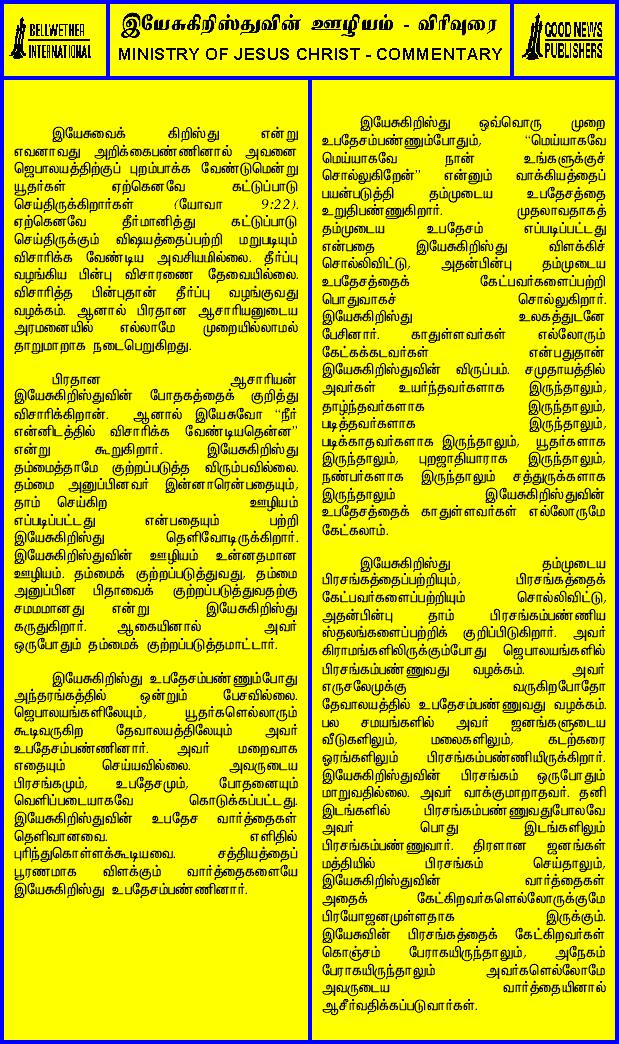 BELLWETHER
INTERNATIONAL
இயேசுகிறிஸ்துவின் ஊழியம் - விரிவுரை
MINISTRY OF JESUS CHRIST - COMMENTARY
GOOD NEWS
PUBLISHERS
இயேசுவைக் கிறிஸ்து என்று
எவனாவது அறிக்கைபண்ணினால் அவனை
ஜெபாலயத்திற்குப் புறம்பாக்க வேண்டுமென்று
யூதர்கள் ஏற்கெனவே கட்டுப்பாடு
செய்திருக்கிறார்கள் (யோவா 9:22).
ஏற்கெனவே தீர்மானித்து கட்டுப்பாடு
செய்திருக்கும் விஷயத்தைப்பற்றி மறுபடியும்
விசாரிக்க வேண்டிய அவசியமில்லை. தீர்ப்பு
வழங்கிய பின்பு விசாரணை தேவையில்லை.
விசாரித்த பின்புதான் தீர்ப்பு வழங்குவது
வழக்கம். ஆனால் பிரதான ஆசாரியனுடைய
அரமனையில் எல்லாமே முறையில்லாமல்
தாறுமாறாக நடைபெறுகிறது.
பிரதான ஆசாரியன்
இயேசுகிறிஸ்துவின் போதகத்தைக் குறித்து
விசாரிக்கிறான். ஆனால் இயேசுவோ “நீர்
என்னிடத்தில் விசாரிக்க வேண்டியதென்ன”
என்று கூறுகிறார். இயேசுகிறிஸ்து
தம்மைத்தாமே குற்றப்படுத்த விரும்பவில்லை.
தம்மை அனுப்பினவர் இன்னாரென்பதையும்,
தாம் செய்கிற ஊழியம்
எப்படிப்பட்டது என்பதையும் பற்றி
இயேசுகிறிஸ்து தெளிவோடிருக்கிறார்.
இயேசுகிறிஸ்துவின் ஊழியம் உன்னதமான
ஊழியம். தம்மைக் குற்றப்படுத்துவது, தம்மை
அனுப்பின பிதாவைக் குற்றப்படுத்துவதற்கு
சமமமானது என்று இயேசுகிறிஸ்து
கருதுகிறார். ஆகையினால் அவர்
ஒருபோதும் தம்மைக் குற்றப்படுத்தமாட்டார்.
இயேசுகிறிஸ்து உபதேசம்பண்ணும்போது
அந்தரங்கத்தில் ஒன்றும் பேசவில்லை.
ஜெபாலயங்களிலேயும், யூதர்களெல்லாரும்
கூடிவருகிற தேவாலயத்திலேயும் அவர்
உபதேசம்பண்ணினார். அவர் மறைவாக
எதையும் செய்யவில்லை. அவருடைய
பிரசங்கமும், உபதேசமும், போதனையும்
வெளிப்படையாகவே கொடுக்கப்பட்டது.
இயேசுகிறிஸ்துவின் உபதேச வார்த்தைகள்
தெளிவானவை. எளிதில்
புரிந்துகொள்ளக்கூடியவை. சத்தியத்தைப்
பூரணமாக விளக்கும் வார்த்தைகளையே
இயேசுகிறிஸ்து உபதேசம்பண்ணினார்.
இயேசுகிறிஸ்து ஒவ்வொரு முறை
உபதேசம்பண்ணும்போதும், “மெய்யாகவே
மெய்யாகவே நான் உங்களுக்குச்
சொல்லுகிறேன்” என்னும் வாக்கியத்தைப்
பயன்படுத்தி தம்முடைய உபதேசத்தை
உறுதிபண்ணுகிறார். முதலாவதாகத்
தம்முடைய உபதேசம் எப்படிப்பட்டது
என்பதை இயேசுகிறிஸ்து விளக்கிச்
சொல்லிவிட்டு, அதன்பின்பு தம்முடைய
உபதேசத்தைக் கேட்பவர்களைப்பற்றி
பொதுவாகச் சொல்லுகிறார்.
இயேசுகிறிஸ்து உலகத்துடனே
பேசினார். காதுள்ளவர்கள் எல்லோரும்
கேட்கக்கடவர்கள் என்பதுதான்
இயேசுகிறிஸ்துவின் விருப்பம். சமுதாயத்தில்
அவர்கள் உயர்ந்தவர்களாக இருந்தாலும்,
தாழ்ந்தவர்களாக இருந்தாலும்,
படித்தவர்களாக இருந்தாலும்,
படிக்காதவர்களாக இருந்தாலும், யூதர்களாக
இருந்தாலும், புறஜாதியாராக இருந்தாலும்,
நண்பர்களாக இருந்தாலும் சத்துருக்களாக
இருந்தாலும் இயேசுகிறிஸ்துவின்
உபதேசத்தைக் காதுள்ளவர்கள் எல்லோருமே
கேட்கலாம்.
இயேசுகிறிஸ்து தம்முடைய
பிரசங்கத்தைப்பற்றியும், பிரசங்கத்தைக்
கேட்பவர்களைப்பற்றியும் சொல்லிவிட்டு,
அதன்பின்பு தாம் பிரசங்கம்பண்ணிய
ஸ்தலங்களைப்பற்றிக் குறிப்பிடுகிறார். அவர்
கிராமங்களிலிருக்கும்போது ஜெபாலயங்களில்
பிரசங்கம்பண்ணுவது வழக்கம். அவர்
எருசலேமுக்கு வருகிறபோதோ
தேவாலயத்தில் உபதேசம்பண்ணுவது வழக்கம்.
பல சமயங்களில் அவர் ஜனங்களுடைய
வீடுகளிலும், மலைகளிலும், கடற்கரை
ஓரங்களிலும் பிரசங்கம்பண்ணியிருக்கிறார்.
இயேசுகிறிஸ்துவின் பிரசங்கம் ஒருபோதும்
மாறுவதில்லை. அவர் வாக்குமாறாதவர். தனி
இடங்களில் பிரசங்கம்பண்ணுவதுபோலவே
அவர் பொது இடங்களிலும்
பிரசங்கம்பண்ணுவார். திரளான ஜனங்கள்
மத்தியில் பிரசங்கம் செய்தாலும்,
இயேசுகிறிஸ்துவின் வார்த்தைகள்
அதைக் கேட்கிறவர்களெல்லோருக்குமே
பிரயோஜனமுள்ளதாக இருக்கும்.
இயேசுவின் பிரசங்கத்தைக் கேட்கிறவர்கள்
கொஞ்சம் பேராகயிருந்தாலும், அநேகம்
பேராகயிருந்தாலும் அவர்களெல்லோமே
அவருடைய வார்த்தையினால்
ஆசீர்வதிக்கப்படுவார்கள்.